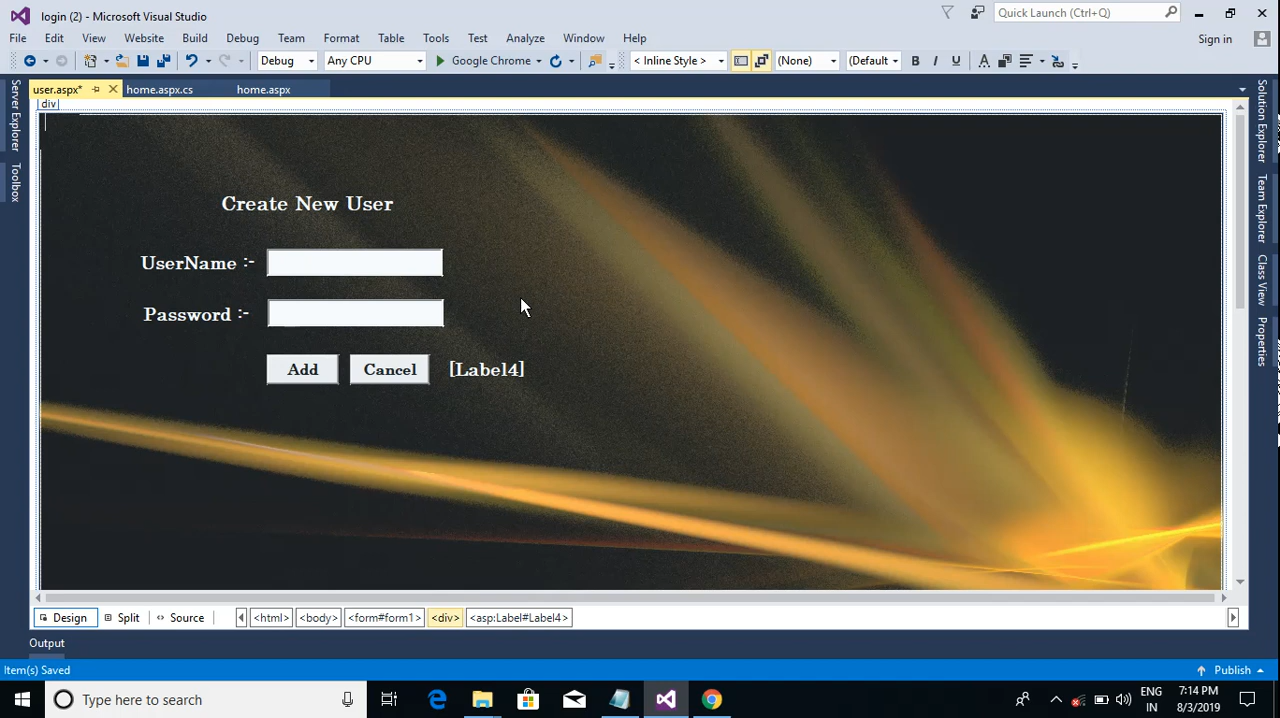 login (2) - Microsoft Visual Studio
Quick Launch (Ctrl+Q)
File Edit View Website Build Debug Team Format Table Tools Test Analyze Window Help
Sign in
Debug Any CPU Google Chrome < Inline Style > (None) (Default B I U A
user.aspx* home.aspx.cs home.aspx
div
Server Explorer
Toolbox
Solution Explorer
Team Explorer
Class View
Properties
Create New User
UserName :-
Password :-
Add Cancel [Label4]
Design Split Source <html> <body> <form#form1> <div> <asp:Label#Label4>
Output
Item(s) Saved
Publish
Type here to search
ENG
IN
7:14 PM
8/3/2019